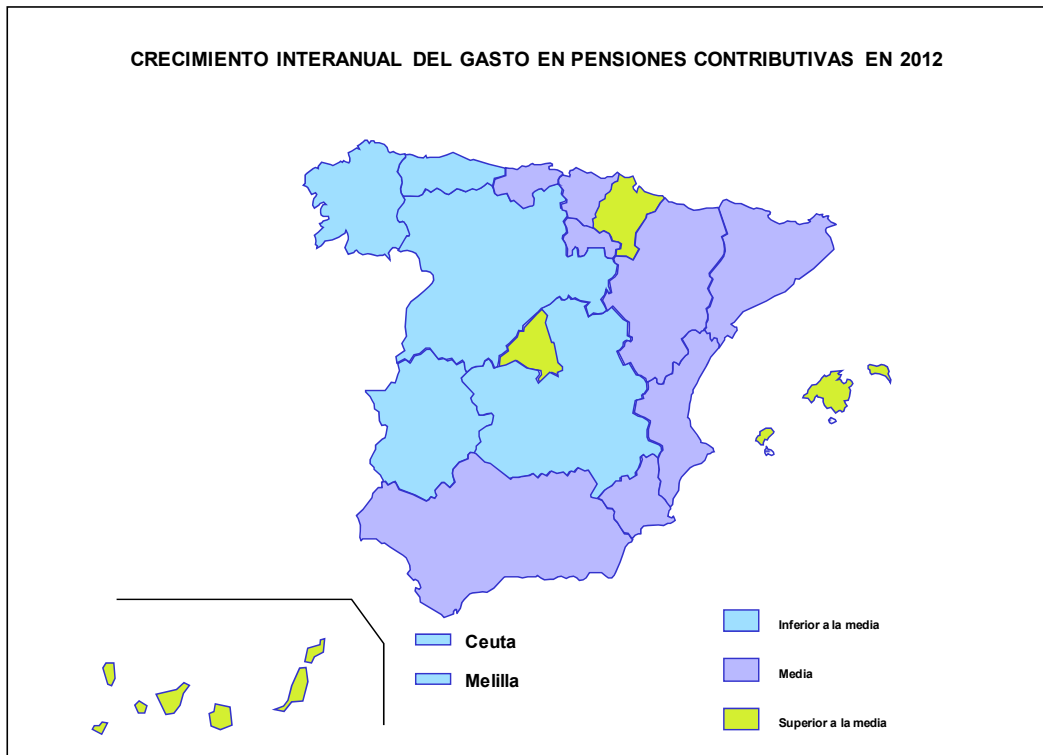 CRECIMIENTO INTERANUAL DEL GASTO EN PENSIONES CONTRIBUTIVAS EN 2012
Ceuta
Melilla
Inferior a la media
Media
Superior a la media